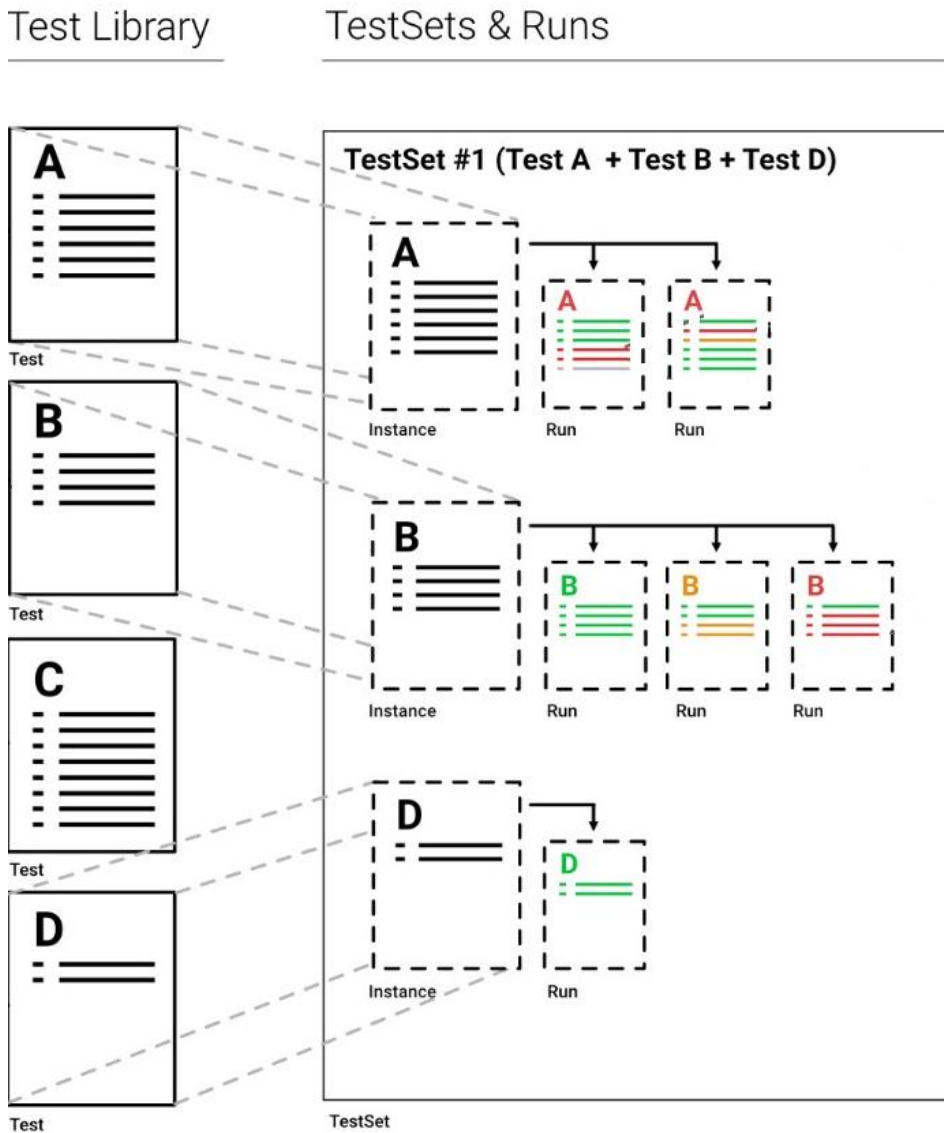 Test Library
TestSets & Runs
A
Test
B
Test
C
Test
D
Test
TestSet #1 (Test A + Test B + Test D)
A
Instance
A
Run
A
Run
B
Instance
B
Run
B
Run
B
Run
D
Instance
D
Run
TestSet